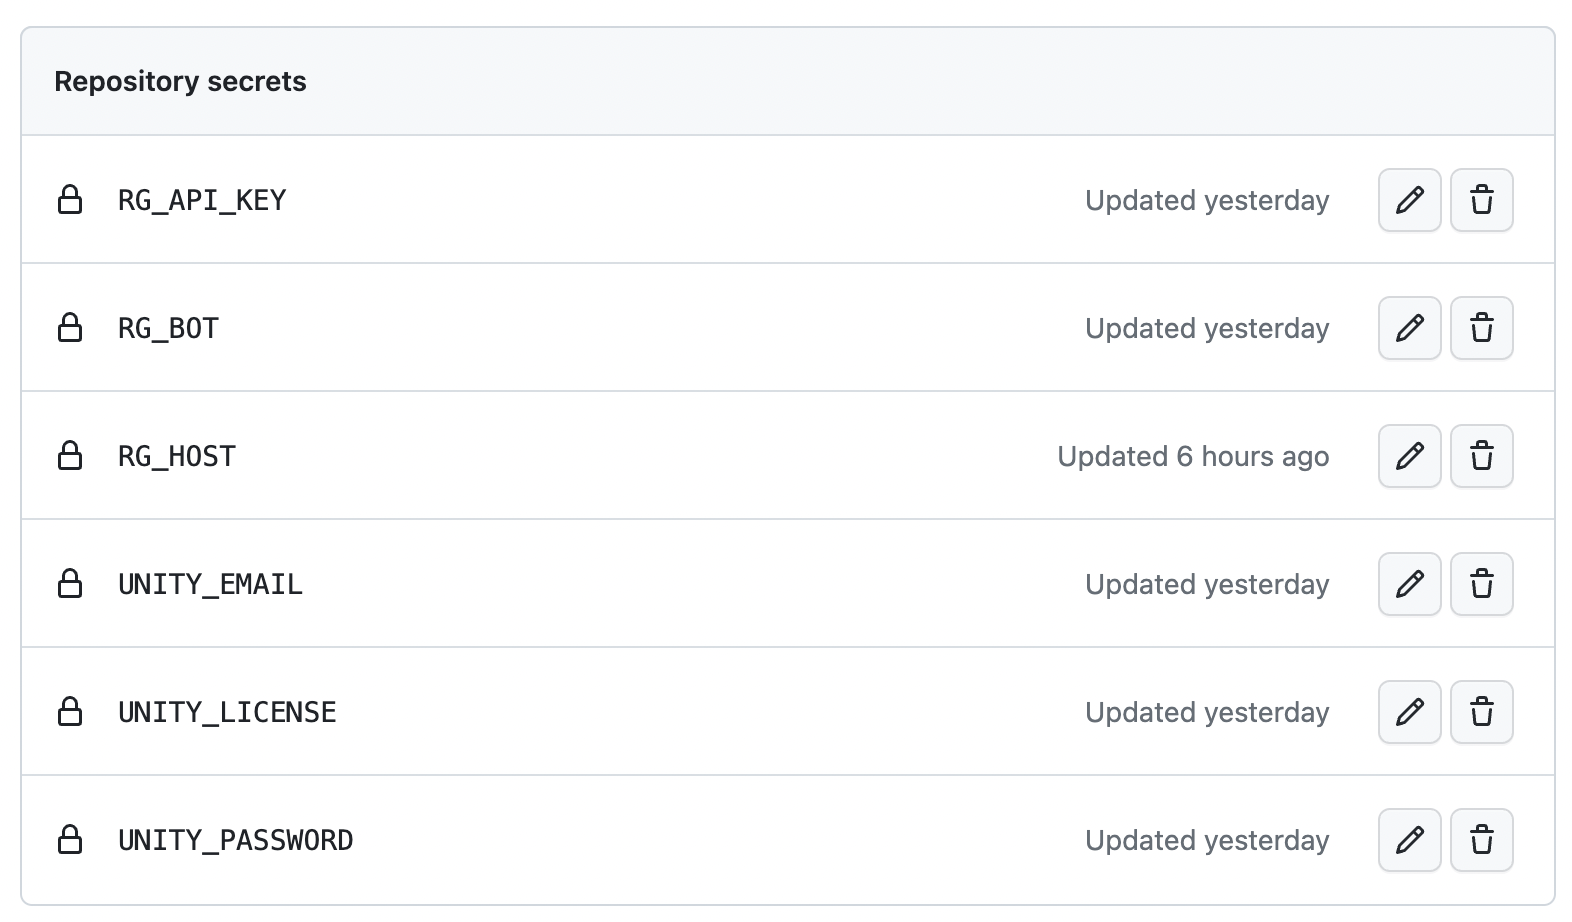 Repository secrets
RG_API_KEY Updated yesterday
RG_BOT Updated yesterday
RG_HOST Updated 6 hours ago
UNITY_EMAIL Updated yesterday
UNITY_LICENSE Updated yesterday
UNITY_PASSWORD Updated yesterday